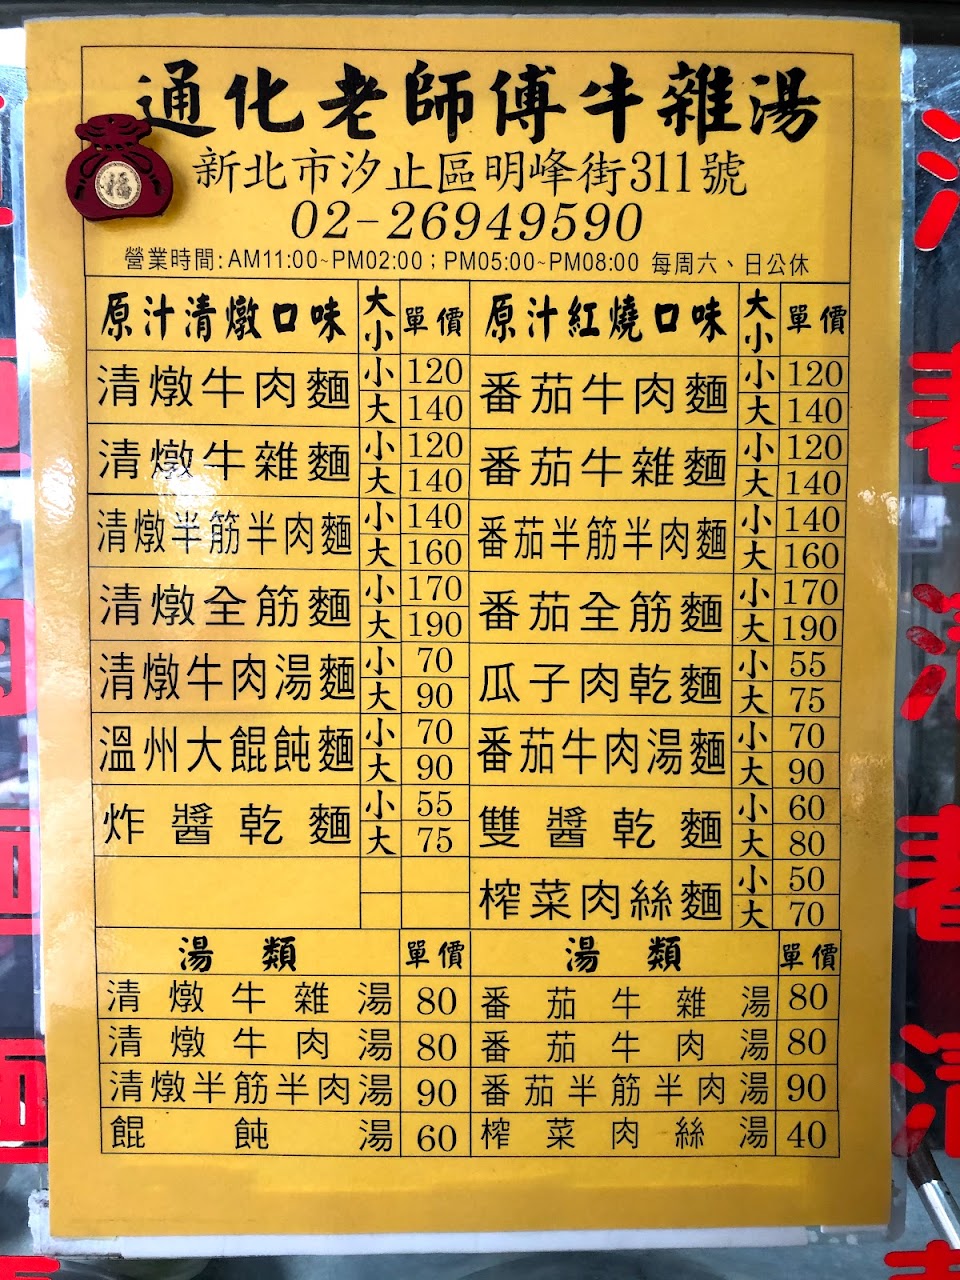 通化老師傅牛雜湯
新北市汐止區明峰街311號
02-26949590
營業時間:AM11:00~PM02:00;PM05:00~PM08:00 每周六、日公休
原汁清燉口味 大小 單價 原汁紅燒口味 大小 單價
清燉牛肉麵 小 120 大 140 番茄牛肉麵 小 120 大 140
清燉牛雜麵 小 120 大 140 番茄牛雜麵 小 120 大 140
清燉半筋半肉麵 小 140 大 160 番茄半筋半肉麵 小 140 大 160
清燉全筋麵 小 170 大 190 番茄全筋麵 小 170 大 190
清燉牛肉湯麵 小 70 大 90 瓜子肉乾麵 小 55 大 75
溫州大餛飩麵 小 70 大 90 番茄牛肉湯麵 小 70 大 90
炸醬乾麵 小 55 大 75 雙醬乾麵 小 60 大 80
榨菜肉絲麵 小 50 大 70
湯類 單價 湯類 單價
清燉牛雜湯 80 番茄牛雜湯 80
清燉牛肉湯 80 番茄牛肉湯 80
清燉半筋半肉湯 90 番茄半筋半肉湯 90
餛飩湯 60 榨菜肉絲湯 40
福